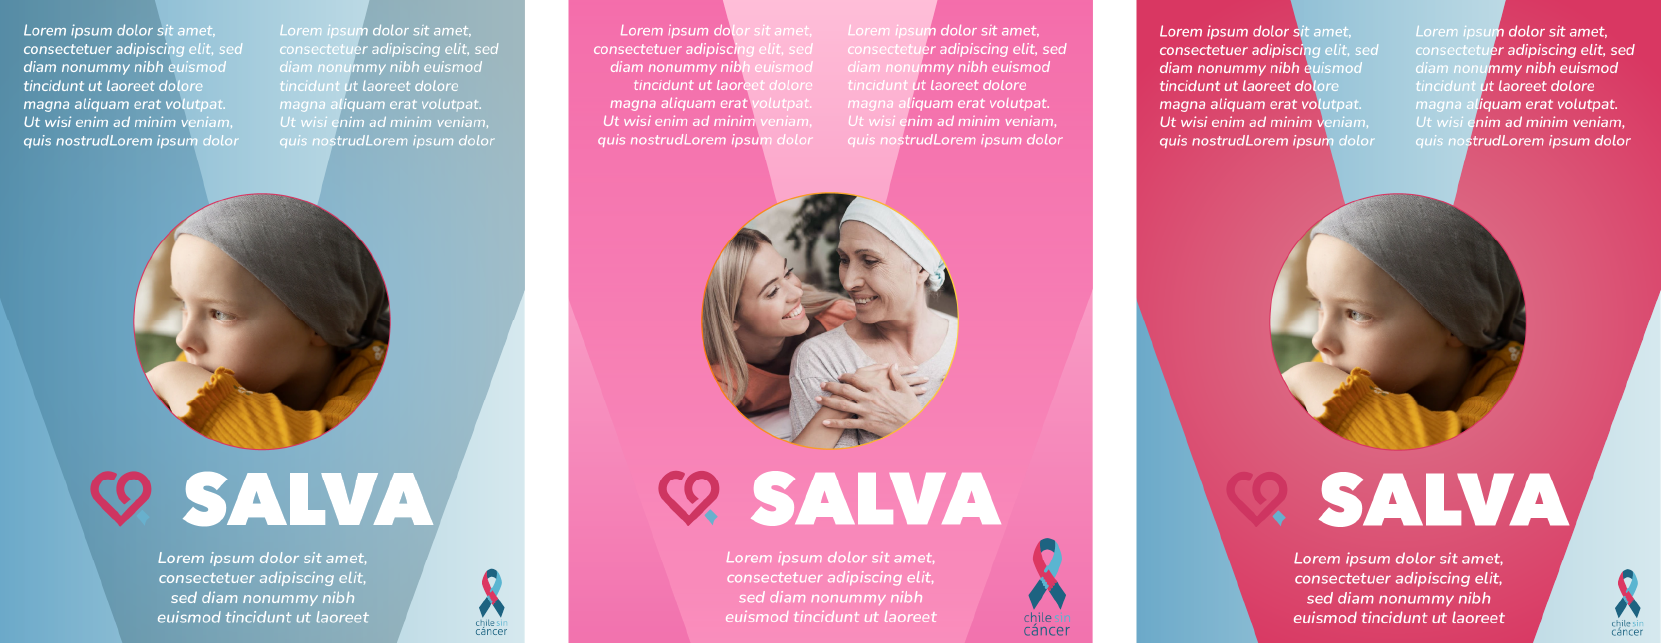 Lorem ipsum dolor sit amet,
consectetuer adipiscing elit, sed
diam nonummy nibh euismod
tincidunt ut laoreet dolore
magna aliquam erat volutpat.
Ut wisi enim ad minim veniam,
quis nostrudLorem ipsum dolor
Lorem ipsum dolor sit amet,
consectetuer adipiscing elit, sed
diam nonummy nibh euismod
tincidunt ut laoreet dolore
magna aliquam erat volutpat.
Ut wisi enim ad minim veniam,
quis nostrudLorem ipsum dolor
SALVA
Lorem ipsum dolor sit amet,
consectetuer adipiscing elit,
sed diam nonummy nibh
euismod tincidunt ut laoreet
chile sin
cáncer
Lorem ipsum dolor sit amet,
consectetuer adipiscing elit, sed
diam nonummy nibh euismod
tincidunt ut laoreet dolore
magna aliquam erat volutpat.
Ut wisi enim ad minim veniam,
quis nostrudLorem ipsum dolor
Lorem ipsum dolor sit amet,
consectetuer adipiscing elit, sed
diam nonummy nibh euismod
tincidunt ut laoreet dolore
magna aliquam erat volutpat.
Ut wisi enim ad minim veniam,
quis nostrudLorem ipsum dolor
SALVA
Lorem ipsum dolor sit amet,
consectetuer adipiscing elit,
sed diam nonummy nibh
euismod tincidunt ut laoreet
chile sin
cáncer
Lorem ipsum dolor sit amet,
consectetuer adipiscing elit, sed
diam nonummy nibh euismod
tincidunt ut laoreet dolore
magna aliquam erat volutpat.
Ut wisi enim ad minim veniam,
quis nostrudLorem ipsum dolor
Lorem ipsum dolor sit amet,
consectetuer adipiscing elit, sed
diam nonummy nibh euismod
tincidunt ut laoreet dolore
magna aliquam erat volutpat.
Ut wisi enim ad minim veniam,
quis nostrudLorem ipsum dolor
SALVA
Lorem ipsum dolor sit amet,
consectetuer adipiscing elit,
sed diam nonummy nibh
euismod tincidunt ut laoreet
chile sin
cáncer